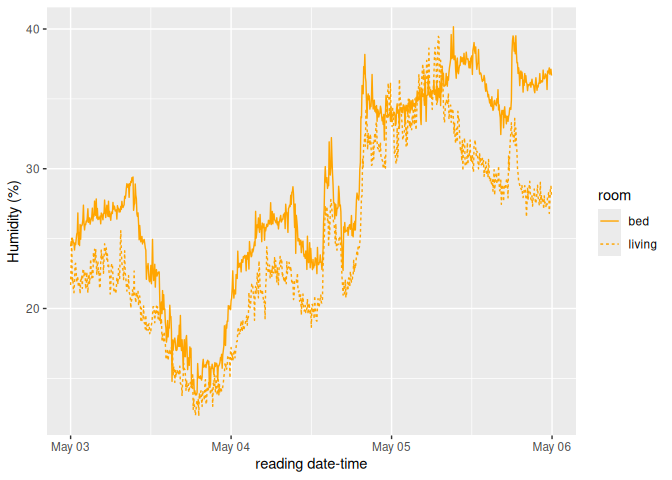 40
30
20
Humidity (%)
May 03
May 04
May 05
May 06
reading date-time
room
bed
living